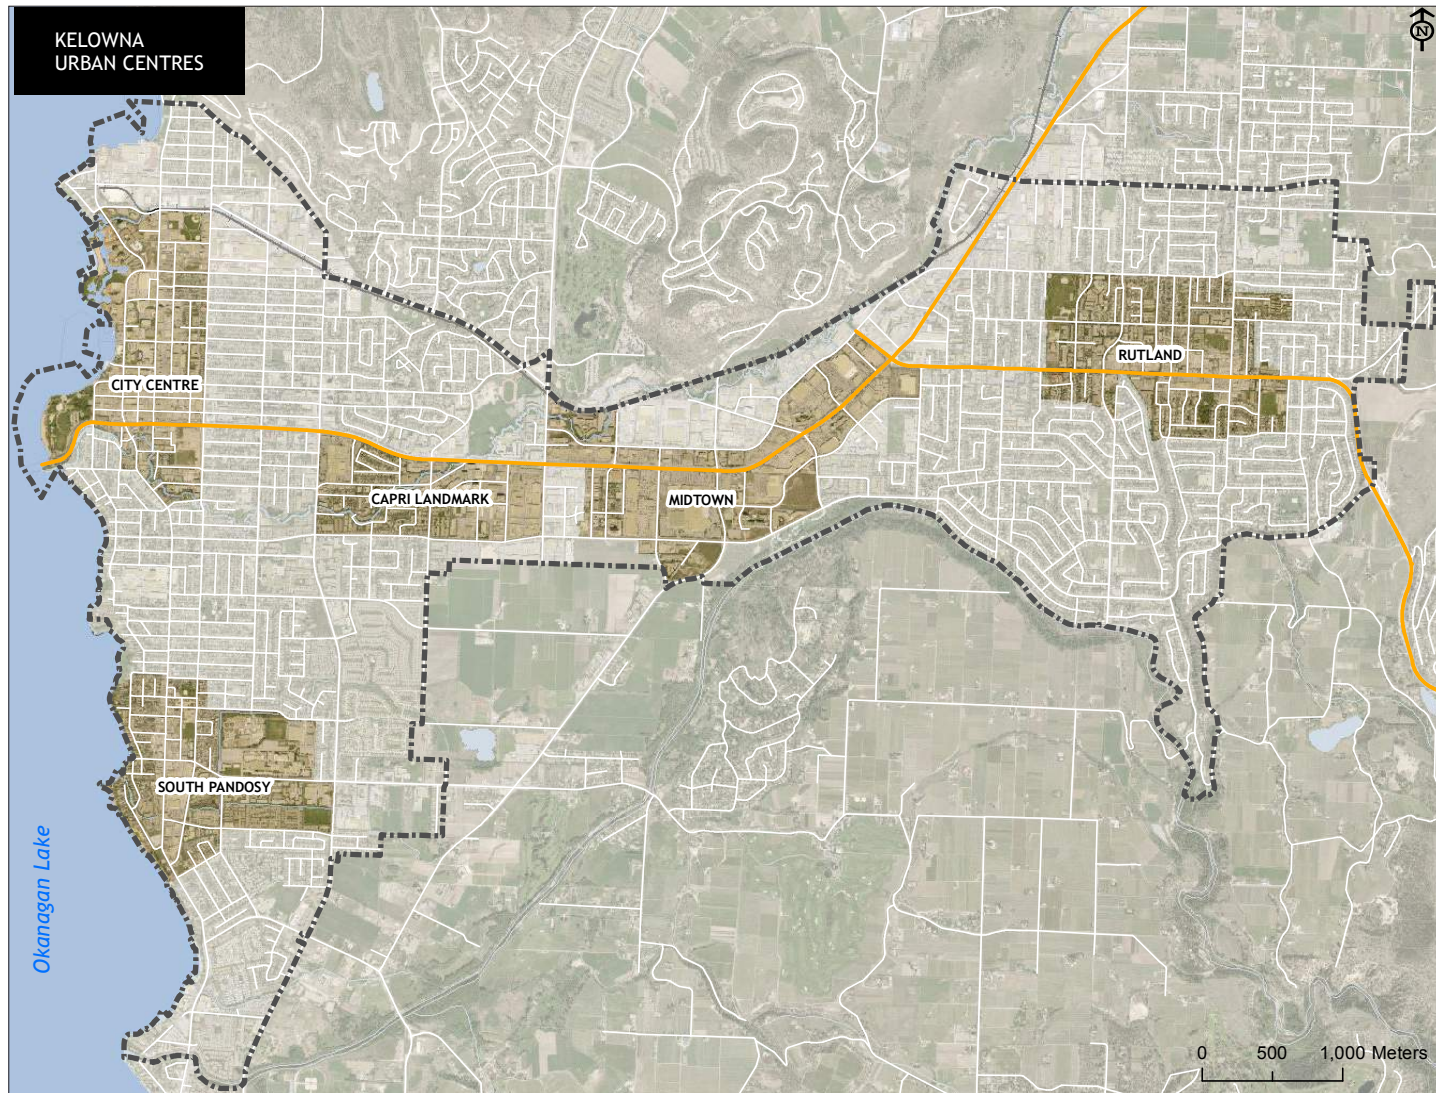 KELOWNA
URBAN CENTRES
N
CITY CENTRE
RUTLAND
CAPRI LANDMARK
MIDTOWN
SOUTH PANDOSY
Okanagan Lake
0 500 1,000 Meters